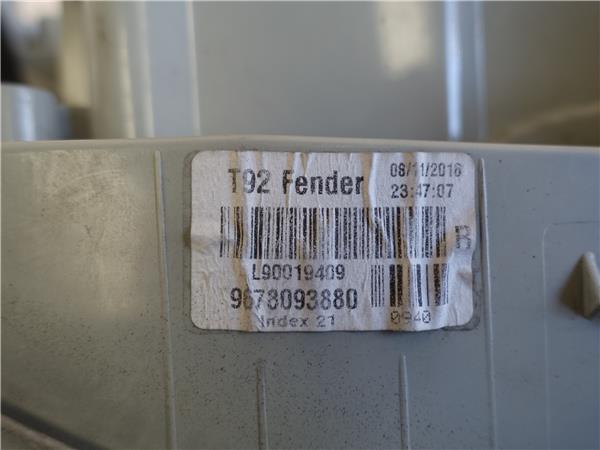 T92 Fender
08/11/2016
23:47:07
B
L90019409
9678093880
Index 21
0940